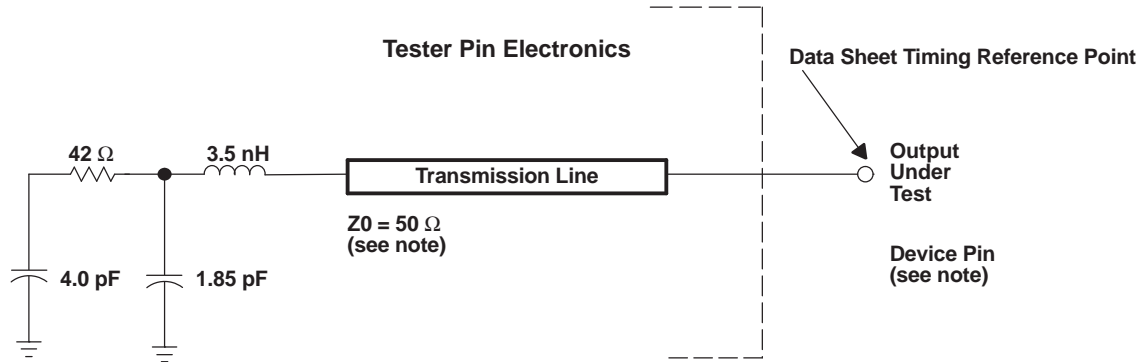 Tester Pin Electronics
Data Sheet Timing Reference Point
42 Ω
3.5 nH
Transmission Line
Output
Under
Test
Z0 = 50 Ω
(see note)
Device Pin
(see note)
4.0 pF
1.85 pF